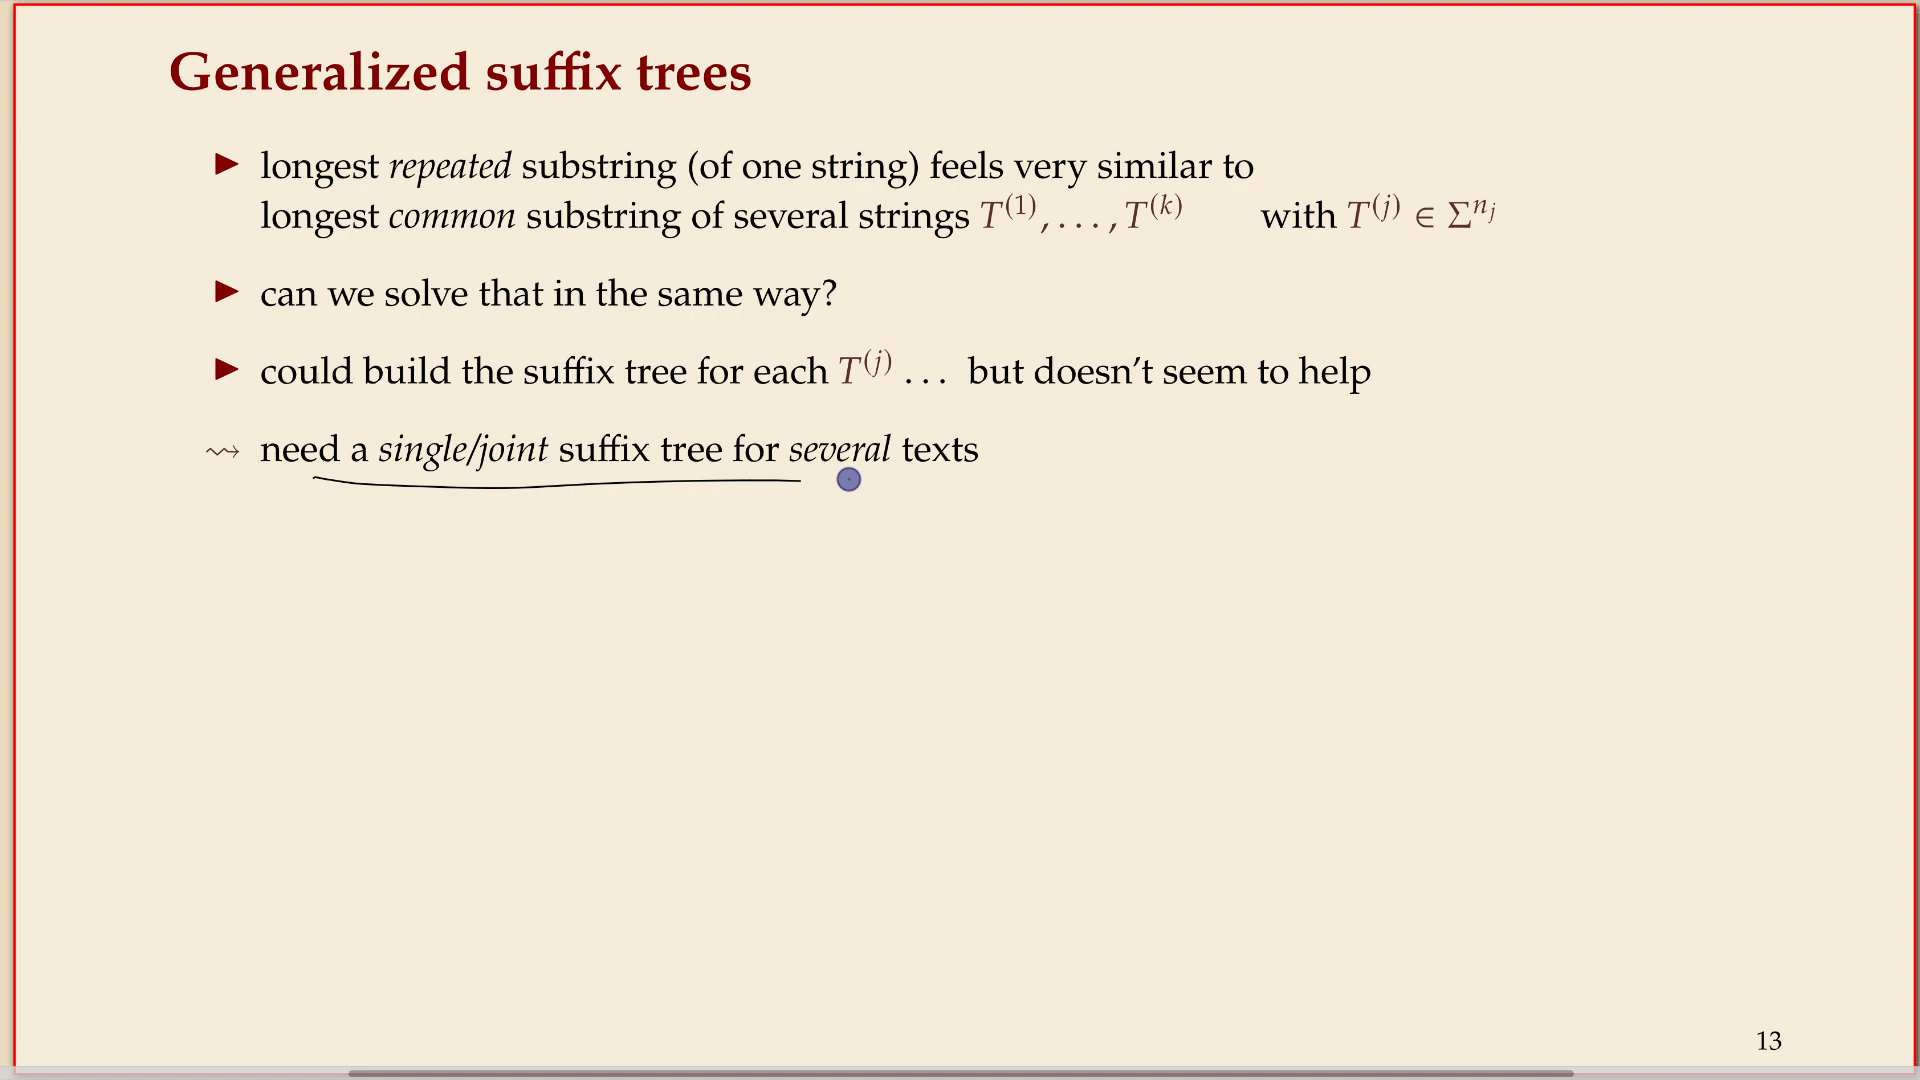 Generalized suffix trees
▶ longest repeated substring (of one string) feels very similar to
longest common substring of several strings T^(1), . . . , T^(k) with T^(j) ∈ Σ^{n_j}
▶ can we solve that in the same way?
▶ could build the suffix tree for each T^(j) . . . but doesn't seem to help
⇝ need a single/joint suffix tree for several texts
13